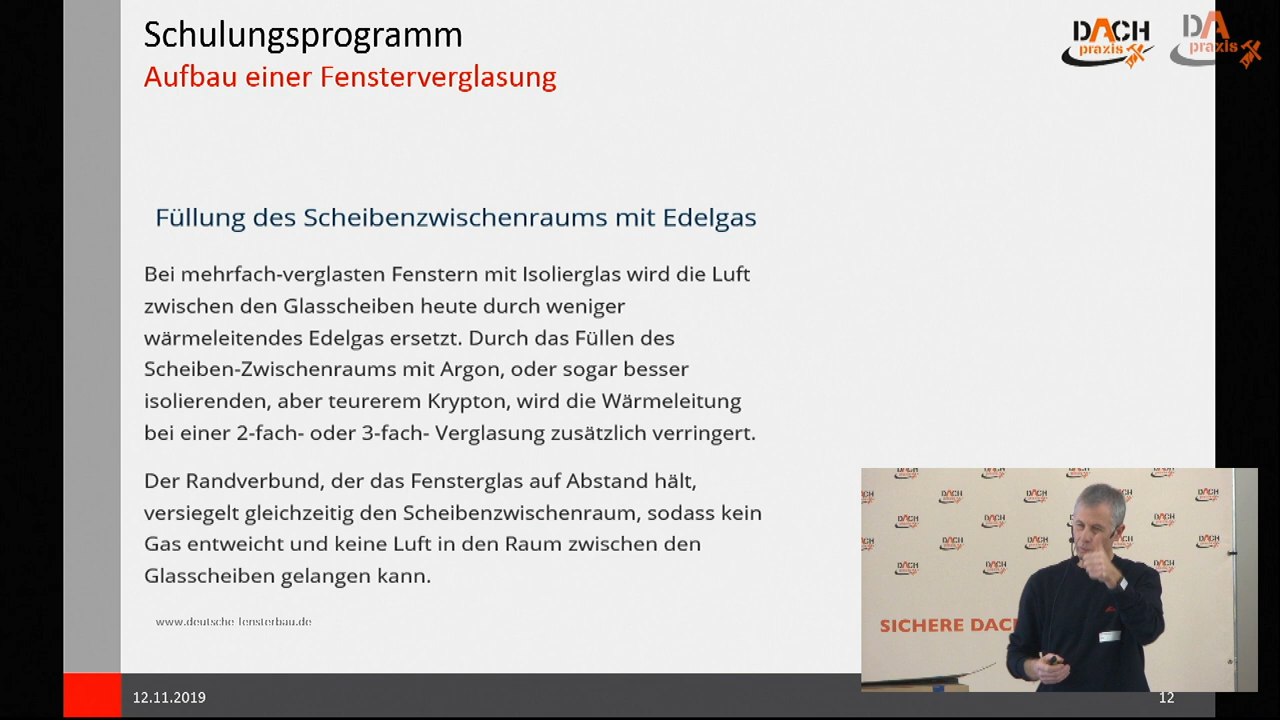 Schulungsprogramm
Aufbau einer Fensterverglasung
DACH
praxis
DACH
praxis
Füllung des Scheibenzwischenraums mit Edelgas
Bei mehrfach-verglasten Fenstern mit Isolierglas wird die Luft
zwischen den Glasscheiben heute durch weniger
wärmeleitendes Edelgas ersetzt. Durch das Füllen des
Scheiben-Zwischenraums mit Argon, oder sogar besser
isolierenden, aber teurerem Krypton, wird die Wärmeleitung
bei einer 2-fach- oder 3-fach- Verglasung zusätzlich verringert.
Der Randverbund, der das Fensterglas auf Abstand hält,
versiegelt gleichzeitig den Scheibenzwischenraum, sodass kein
Gas entweicht und keine Luft in den Raum zwischen den
Glasscheiben gelangen kann.
www.deutsche-fensterbau.de
SICHERE DACH
12.11.2019
12